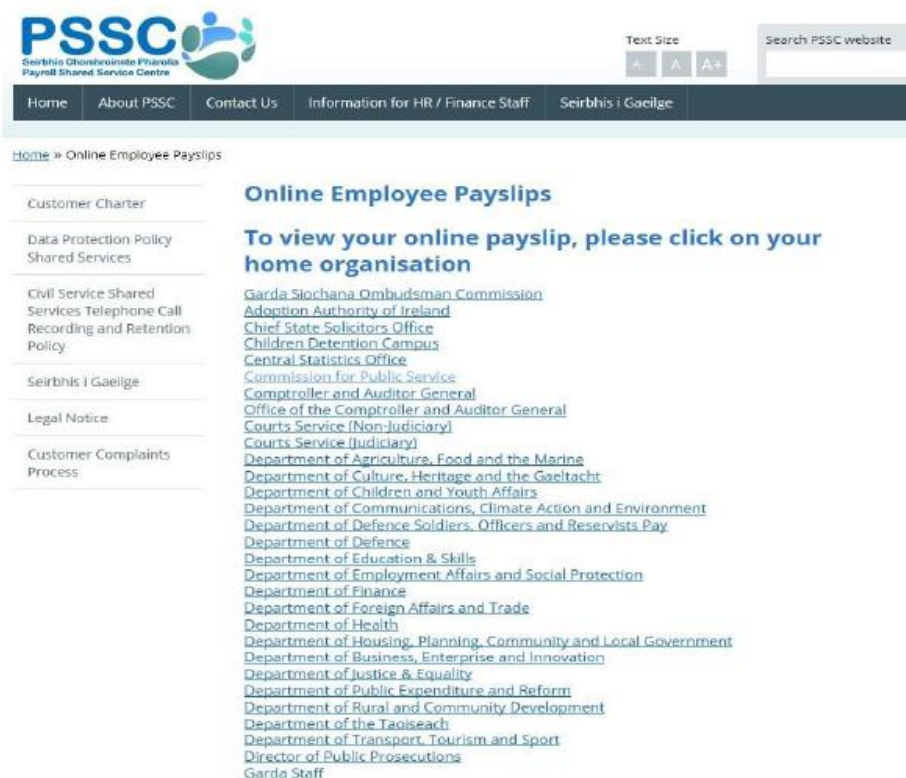 PSSC
Seirbhís Chomhroinnte Phárolla
Payroll Shared Service Centre
Text Size
A- A A+
Search PSSC website
Home About PSSC Contact Us Information for HR / Finance Staff Seirbhís i Gaeilge
Home » Online Employee Payslips
Customer Charter
Data Protection Policy
Shared Services
Civil Service Shared
Services Telephone Call
Recording and Retention
Policy
Seirbhís i Gaeilge
Legal Notice
Customer Complaints
Process
Online Employee Payslips
To view your online payslip, please click on your
home organisation
Garda Siochana Ombudsman Commission
Adoption Authority of Ireland
Chief State Solicitors Office
Children Detention Campus
Central Statistics Office
Commission for Public Service
Comptroller and Auditor General
Office of the Comptroller and Auditor General
Courts Service (Non-Judiciary)
Courts Service (Judiciary)
Department of Agriculture, Food and the Marine
Department of Culture, Heritage and the Gaeltacht
Department of Children and Youth Affairs
Department of Communications, Climate Action and Environment
Department of Defence Soldiers, Officers and Reservists Pay
Department of Defence
Department of Education & Skills
Department of Employment Affairs and Social Protection
Department of Finance
Department of Foreign Affairs and Trade
Department of Health
Department of Housing, Planning, Community and Local Government
Department of Business, Enterprise and Innovation
Department of Justice & Equality
Department of Public Expenditure and Reform
Department of Rural and Community Development
Department of the Taoiseach
Department of Transport, Tourism and Sport
Director of Public Prosecutions
Garda Staff